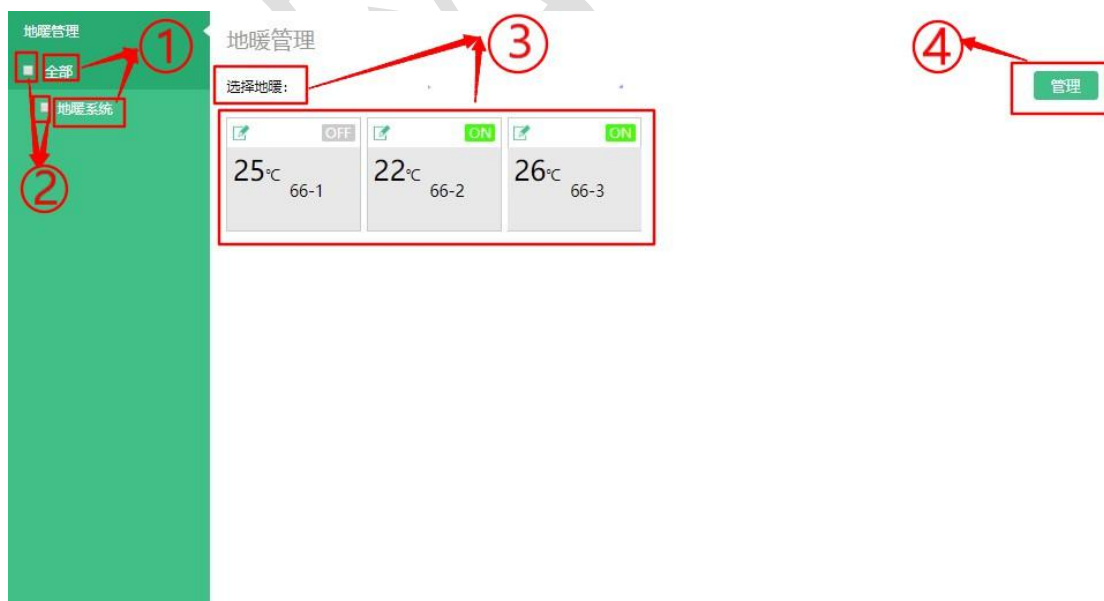 地暖管理
全部
地暖系统
①
②
地暖管理
③
④
选择地暖:
管理
OFF
25℃
66-1
ON
22℃
66-2
ON
26℃
66-3